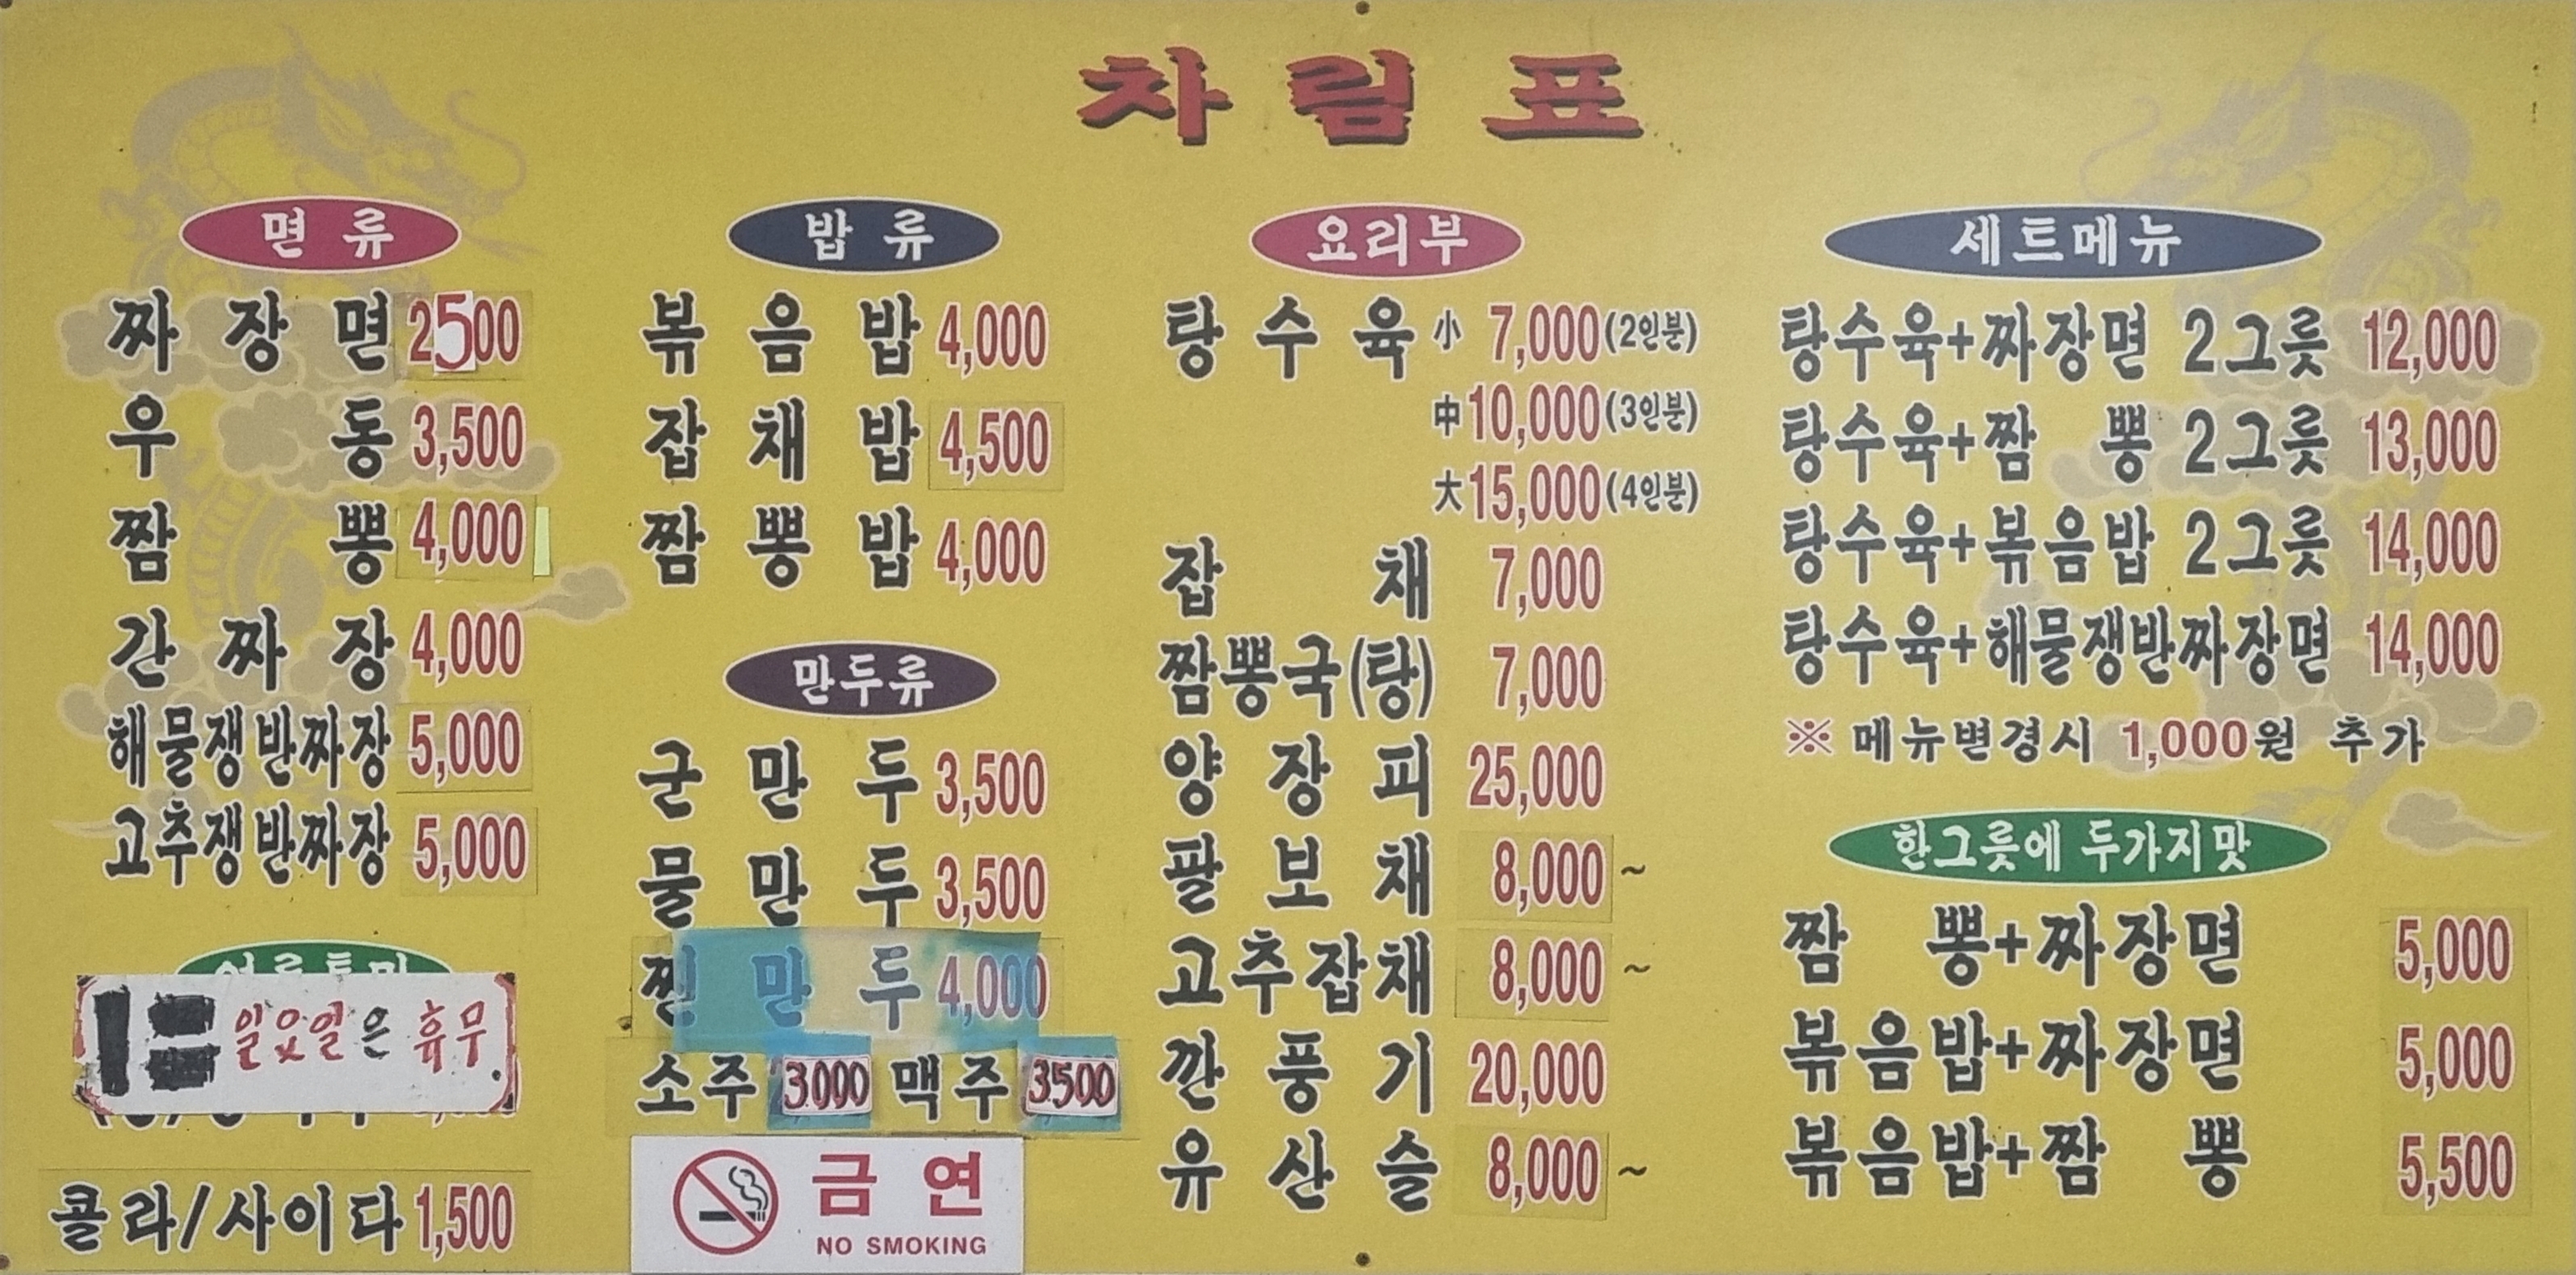 차림표
면류
짜장면 2500
우동 3,500
짬뽕 4,000
간짜장 4,000
해물쟁반짜장 5,000
고추쟁반짜장 5,000
일요일은 휴무
콜라/사이다 1,500
밥류
볶음밥 4,000
잡채밥 4,500
짬뽕밥 4,000
만두류
군만두 3,500
물만두 3,500
찐만두 4,000
소주 3000 맥주 3500
금연
NO SMOKING
요리부
탕수육 小 7,000(2인분)
中 10,000(3인분)
大 15,000(4인분)
잡채 7,000
짬뽕국(탕) 7,000
양장피 25,000
팔보채 8,000~
고추잡채 8,000~
깐풍기 20,000
유산슬 8,000~
세트메뉴
탕수육+짜장면 2그릇 12,000
탕수육+짬뽕 2그릇 13,000
탕수육+볶음밥 2그릇 14,000
탕수육+해물쟁반짜장면 14,000
※ 메뉴변경시 1,000원 추가
한그릇에 두가지맛
짬뽕+짜장면 5,000
볶음밥+짜장면 5,000
볶음밥+짬뽕 5,500